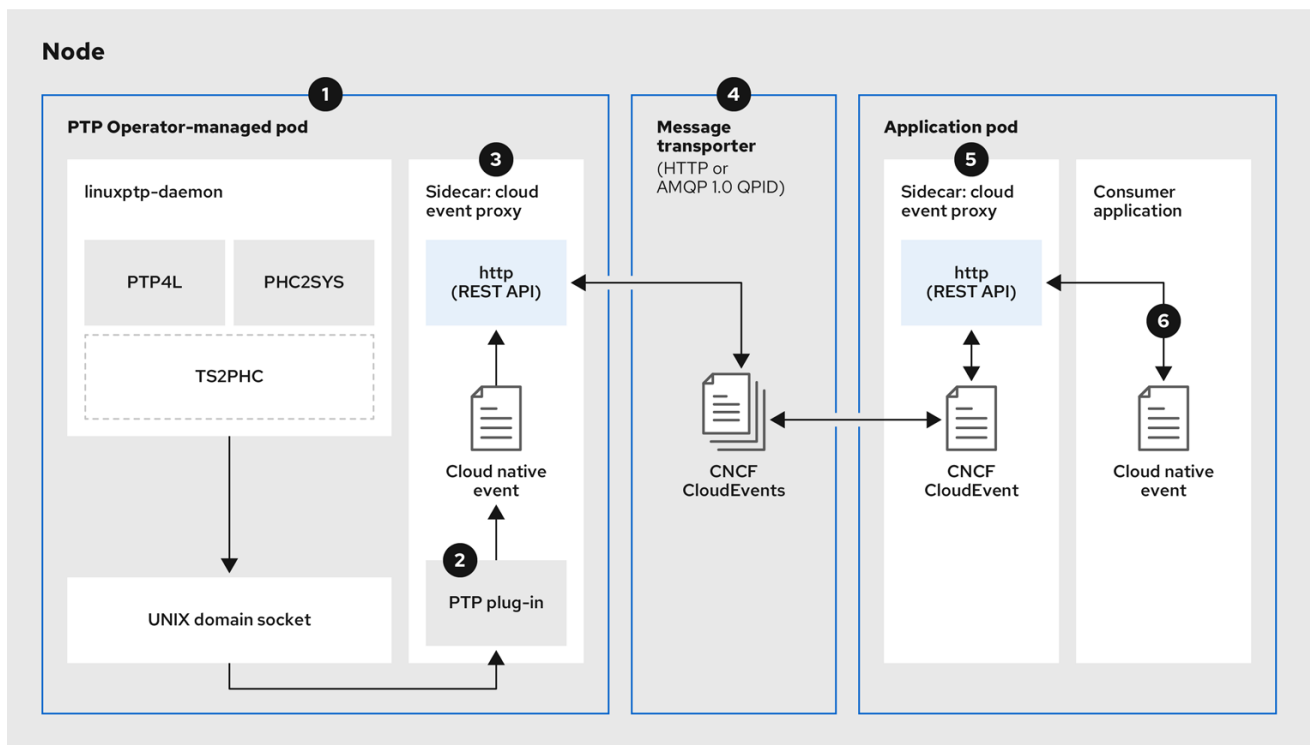 Node
1
PTP Operator-managed pod
linuxptp-daemon
PTP4L
PHC2SYS
TS2PHC
UNIX domain socket
3
Sidecar: cloud
event proxy
http
(REST API)
Cloud native
event
2
PTP plug-in
4
Message
transporter
(HTTP or
AMQP 1.0 QPID)
CNCF
CloudEvents
Application pod
5
Sidecar: cloud
event proxy
http
(REST API)
CNCF
CloudEvent
Consumer
application
6
Cloud native
event